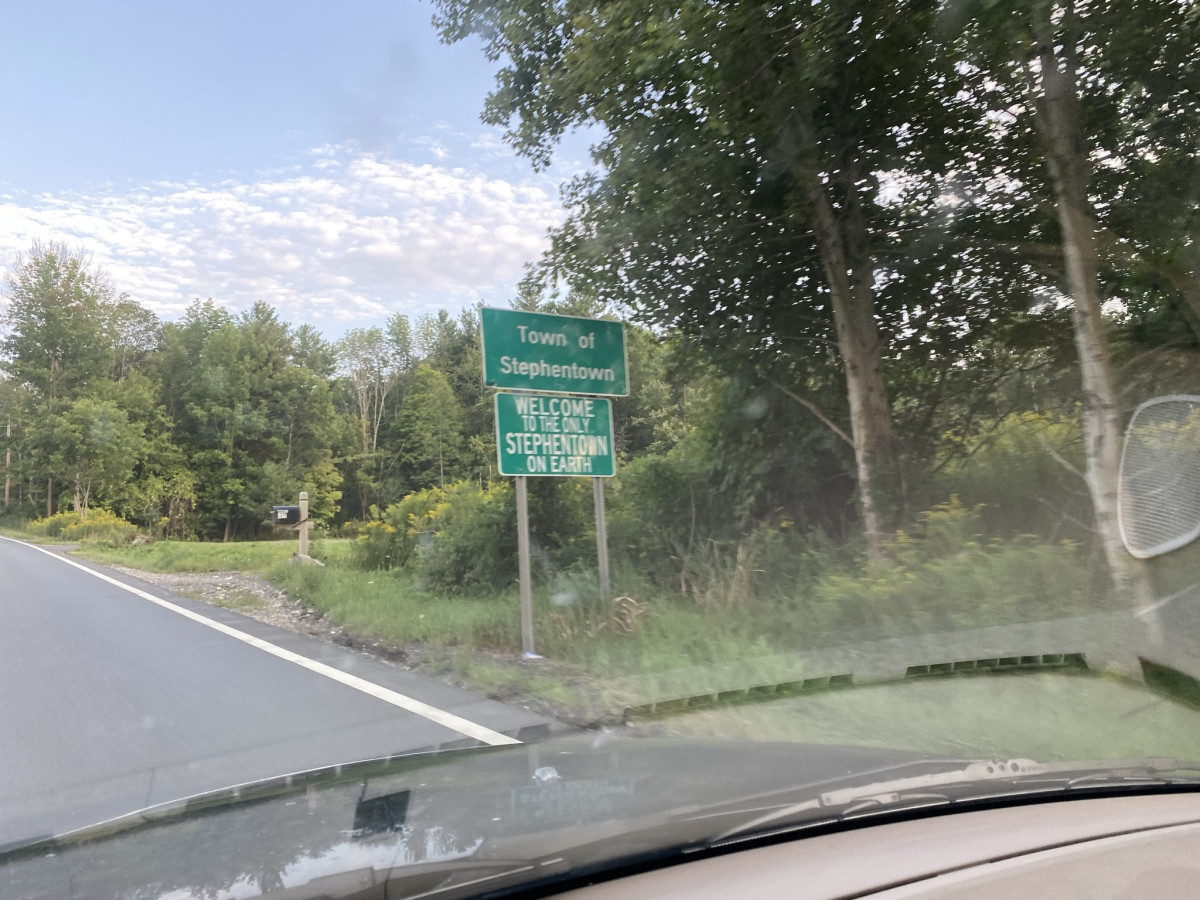 Town of
Stephentown
WELCOME
TO THE ONLY
STEPHENTOWN
ON EARTH